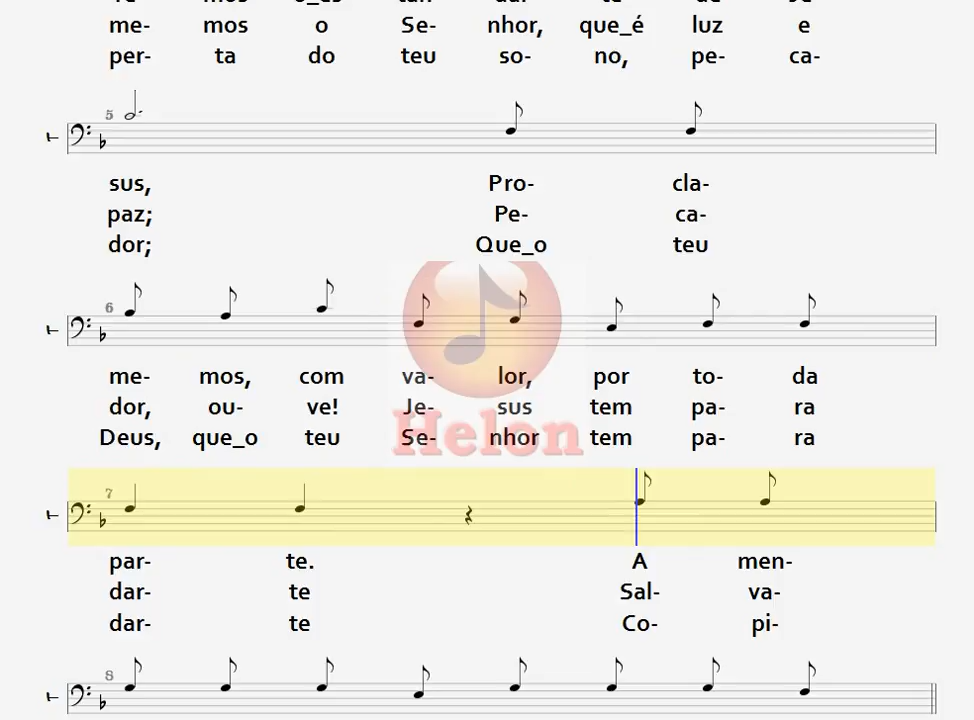 me- mos o Se- nhor, que_é luz e
per- ta do teu so- no, pe- ca-
5
sus, Pro- cla-
paz; Pe- ca-
dor; Que_o teu
6
me- mos, com va- lor, por to- da
dor, ou- ve! Je- sus tem pa- ra
Deus, que_o teu Se- nhor tem pa- ra
Helon
7
par- te. A men-
dar- te Sal- va-
dar- te Co- pi-
8